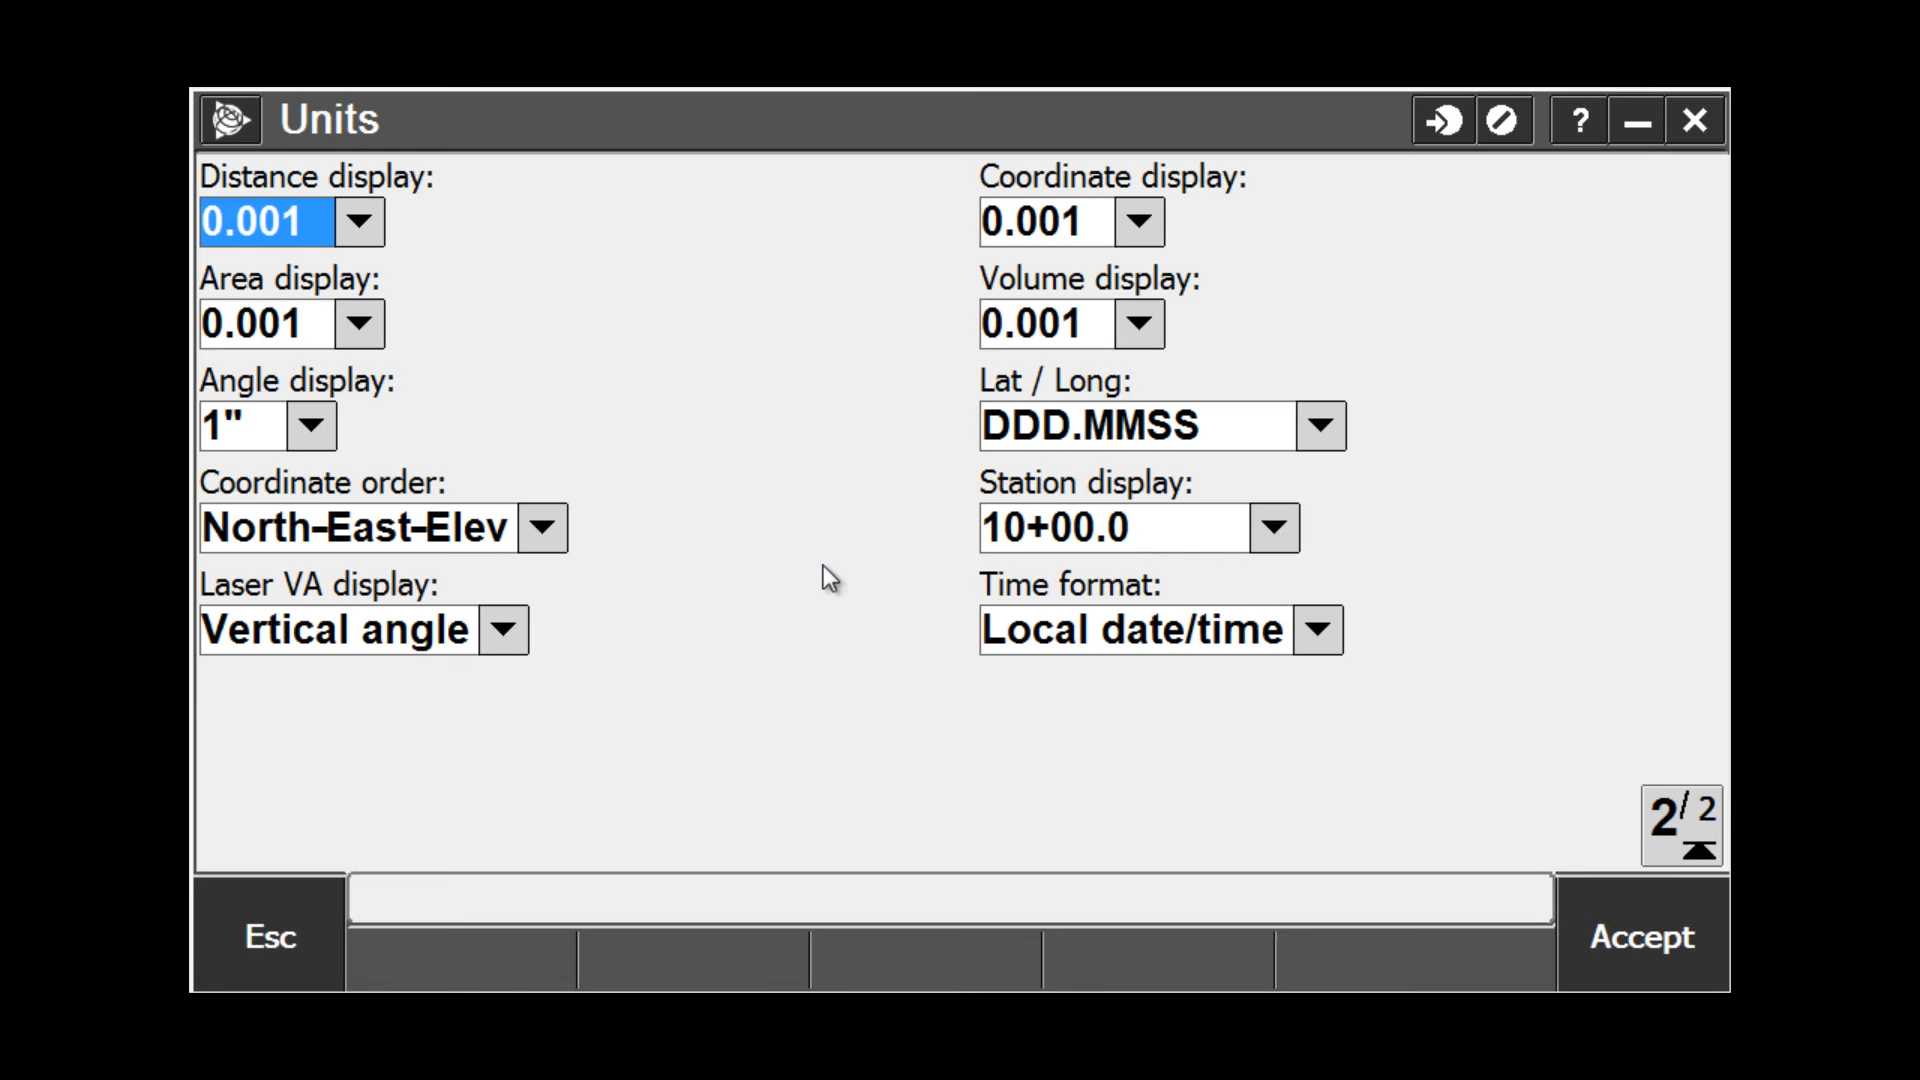 Units
?
Distance display:
0.001
Coordinate display:
0.001
Area display:
0.001
Volume display:
0.001
Angle display:
1"
Lat / Long:
DDD.MMSS
Coordinate order:
North-East-Elev
Station display:
10+00.0
Laser VA display:
Vertical angle
Time format:
Local date/time
2/2
Esc
Accept